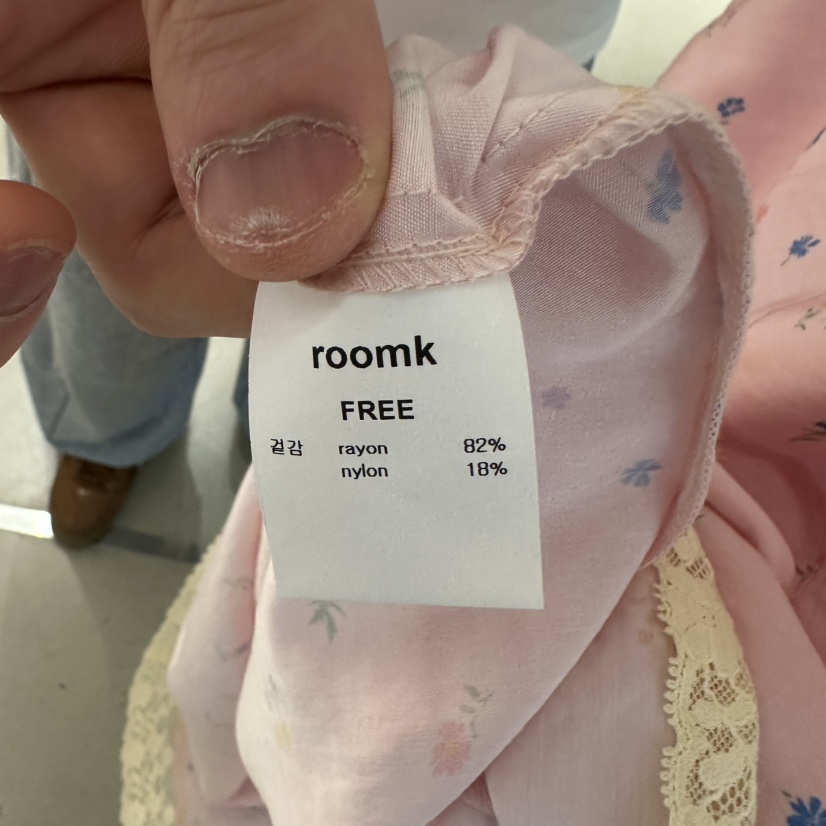 roomk
FREE
겉감 rayon 82%
nylon 18%